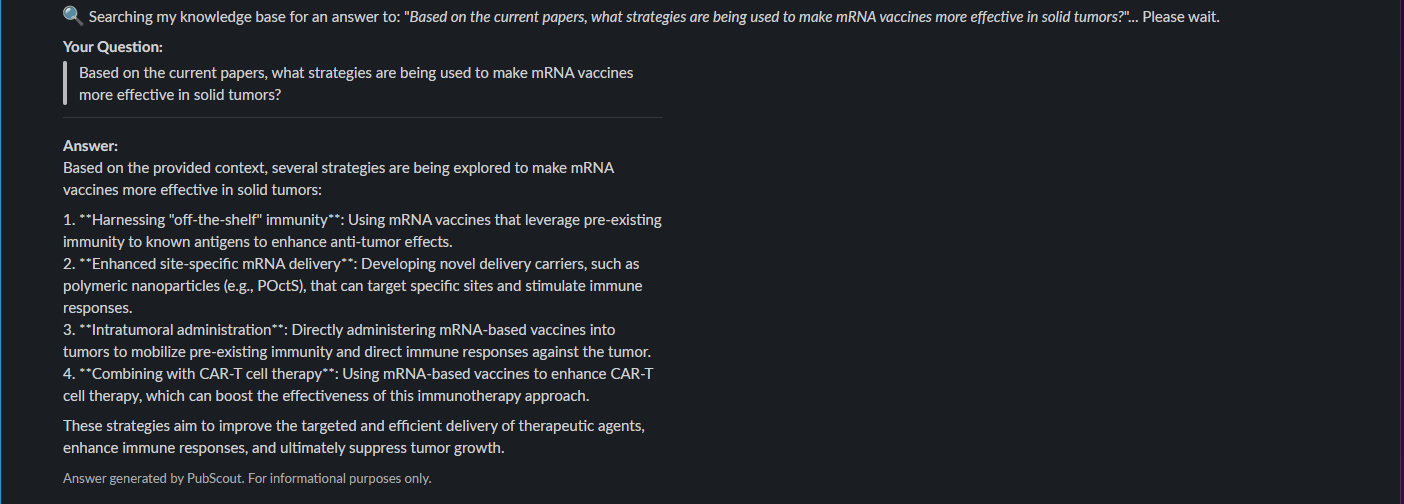 🔍 Searching my knowledge base for an answer to: "Based on the current papers, what strategies are being used to make mRNA vaccines more effective in solid tumors?"... Please wait.
Your Question:
Based on the current papers, what strategies are being used to make mRNA vaccines
more effective in solid tumors?
Answer:
Based on the provided context, several strategies are being explored to make mRNA
vaccines more effective in solid tumors:
1. **Harnessing "off-the-shelf" immunity**: Using mRNA vaccines that leverage pre-existing
immunity to known antigens to enhance anti-tumor effects.
2. **Enhanced site-specific mRNA delivery**: Developing novel delivery carriers, such as
polymeric nanoparticles (e.g., POctS), that can target specific sites and stimulate immune
responses.
3. **Intratumoral administration**: Directly administering mRNA-based vaccines into
tumors to mobilize pre-existing immunity and direct immune responses against the tumor.
4. **Combining with CAR-T cell therapy**: Using mRNA-based vaccines to enhance CAR-T
cell therapy, which can boost the effectiveness of this immunotherapy approach.
These strategies aim to improve the targeted and efficient delivery of therapeutic agents,
enhance immune responses, and ultimately suppress tumor growth.
Answer generated by PubScout. For informational purposes only.